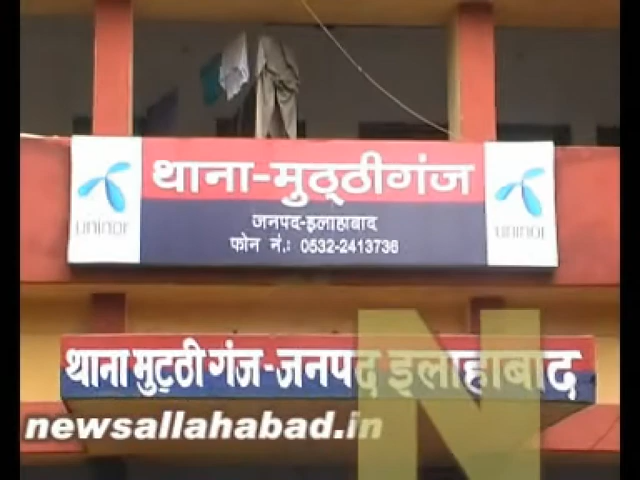 थाना-मुठ्ठीगंज
जनपद-इलाहाबाद
फोन नं.: 0532-2413736
uninor
uninor
थाना मुट्ठीगंज-जनपद इलाहाबाद
newsallahabad.in
N